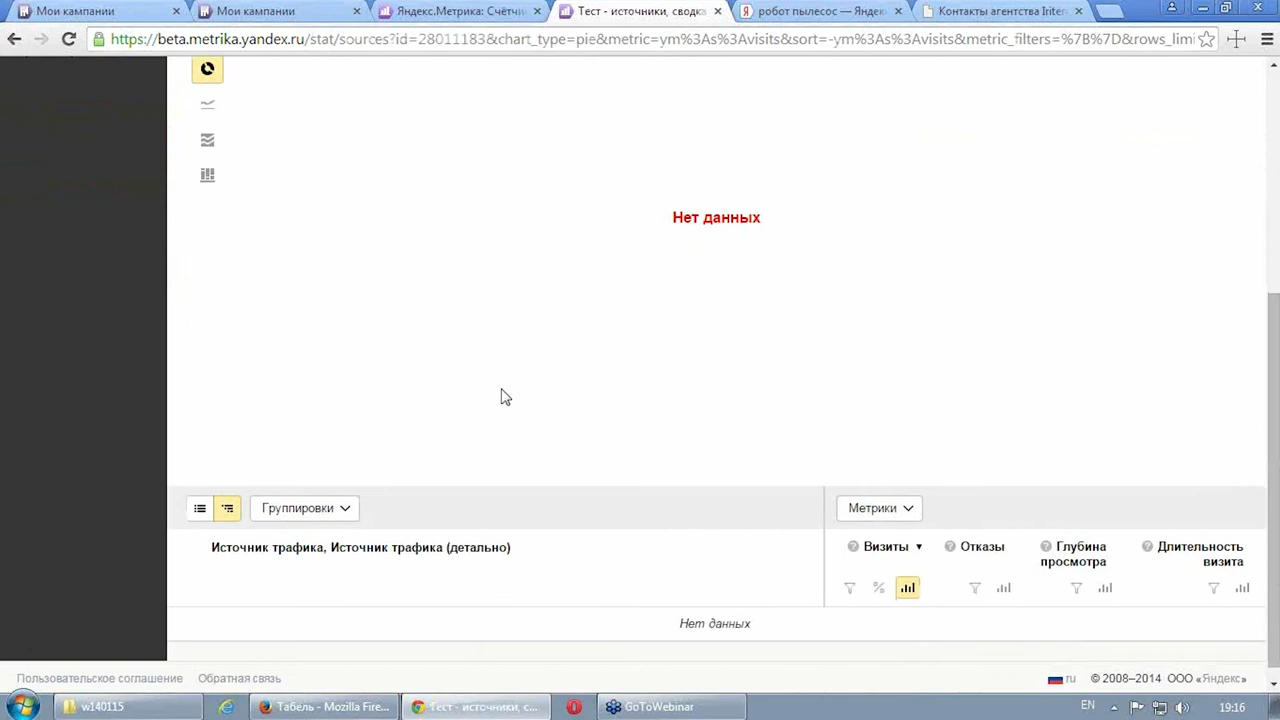 Мои кампании
Мои кампании
Яндекс.Метрика: Счётчи
Тест - источники, сводка
робот пылесос — Яндекс
Контакты агентства Iriter
https://beta.metrika.yandex.ru/stat/sources?id=28011183&chart_type=pie&metric=ym%3As%3Avisits&sort=-ym%3As%3Avisits&metric_filters=%7B%7D&rows_limi
Нет данных
Группировки
Метрики
Источник трафика, Источник трафика (детально)
Визиты
Отказы
Глубина
просмотра
Длительность
визита
%
Нет данных
Пользовательское соглашение
Обратная связь
ru
© 2008–2014 ООО «Яндекс»
w140115
Табель - Mozilla Fire...
Тест - источники, с...
GoToWebinar
EN
19:16